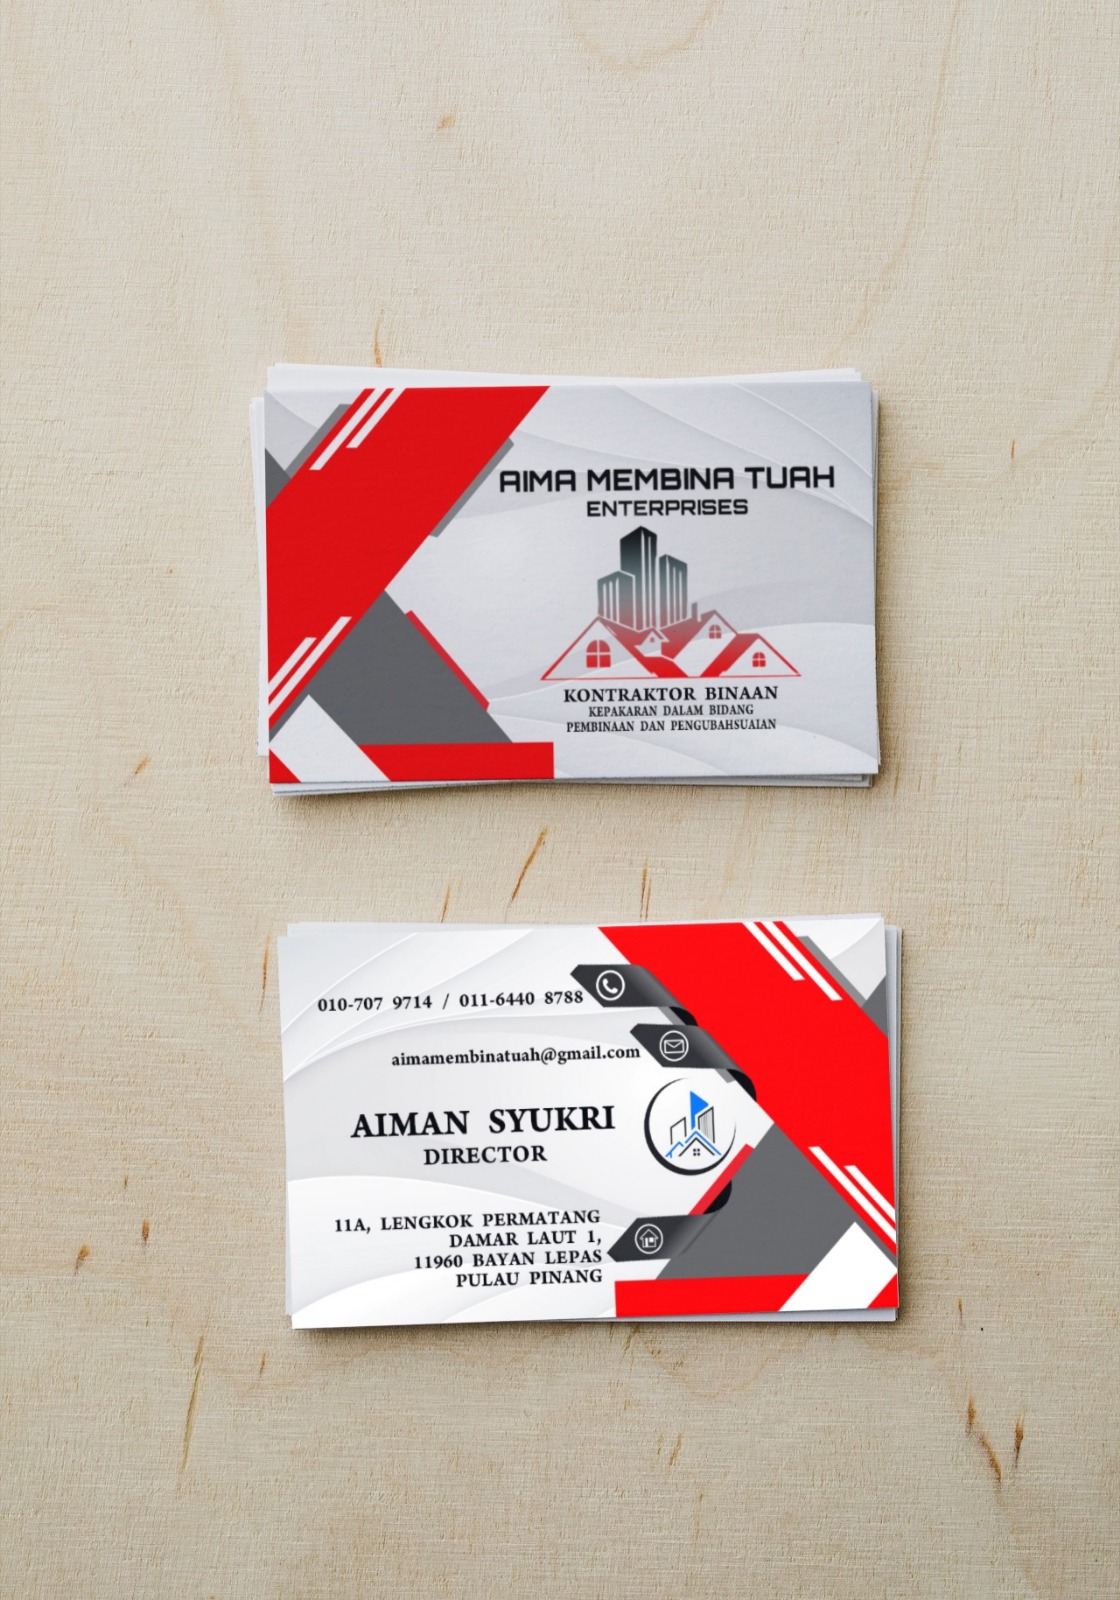 AIMA MEMBINA TUAH
ENTERPRISES
KONTRAKTOR BINAAN
KEPAKARAN DALAM BIDANG
PEMBINAAN DAN PENGUBAHSUAIAN
010-707 9714 / 011-6440 8788
aimamembinatuah@gmail.com
AIMAN SYUKRI
DIRECTOR
11A, LENGKOK PERMATANG
DAMAR LAUT 1,
11960 BAYAN LEPAS
PULAU PINANG